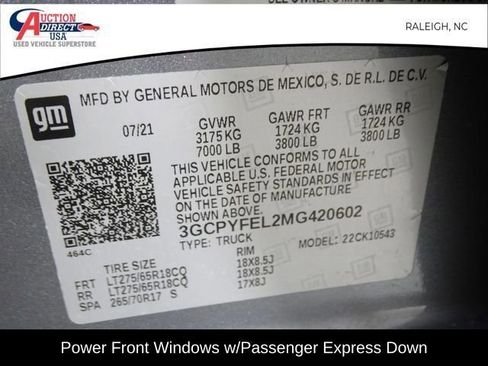 AUCTION
DIRECT
USA
USED VEHICLE SUPERSTORE
RALEIGH, NC
gm
MFD BY GENERAL MOTORS DE MEXICO, S. DE R.L. DE C.V.
07/21 GVWR GAWR FRT GAWR RR
3175 KG 1724 KG 1724 KG
7000 LB 3800 LB 3800 LB
THIS VEHICLE CONFORMS TO ALL
APPLICABLE U.S. FEDERAL MOTOR
VEHICLE SAFETY STANDARDS IN EFFECT
ON THE DATE OF MANUFACTURE
SHOWN ABOVE.
3GCPYFEL2MG420602
464C TYPE: TRUCK MODEL: 22CK10543
TIRE SIZE RIM
FRT LT275/65R18CQ 18X8.5J
RR LT275/65R18CQ 18X8.5J
SPA 265/70R17 S 17X8J
Power Front Windows w/Passenger Express Down